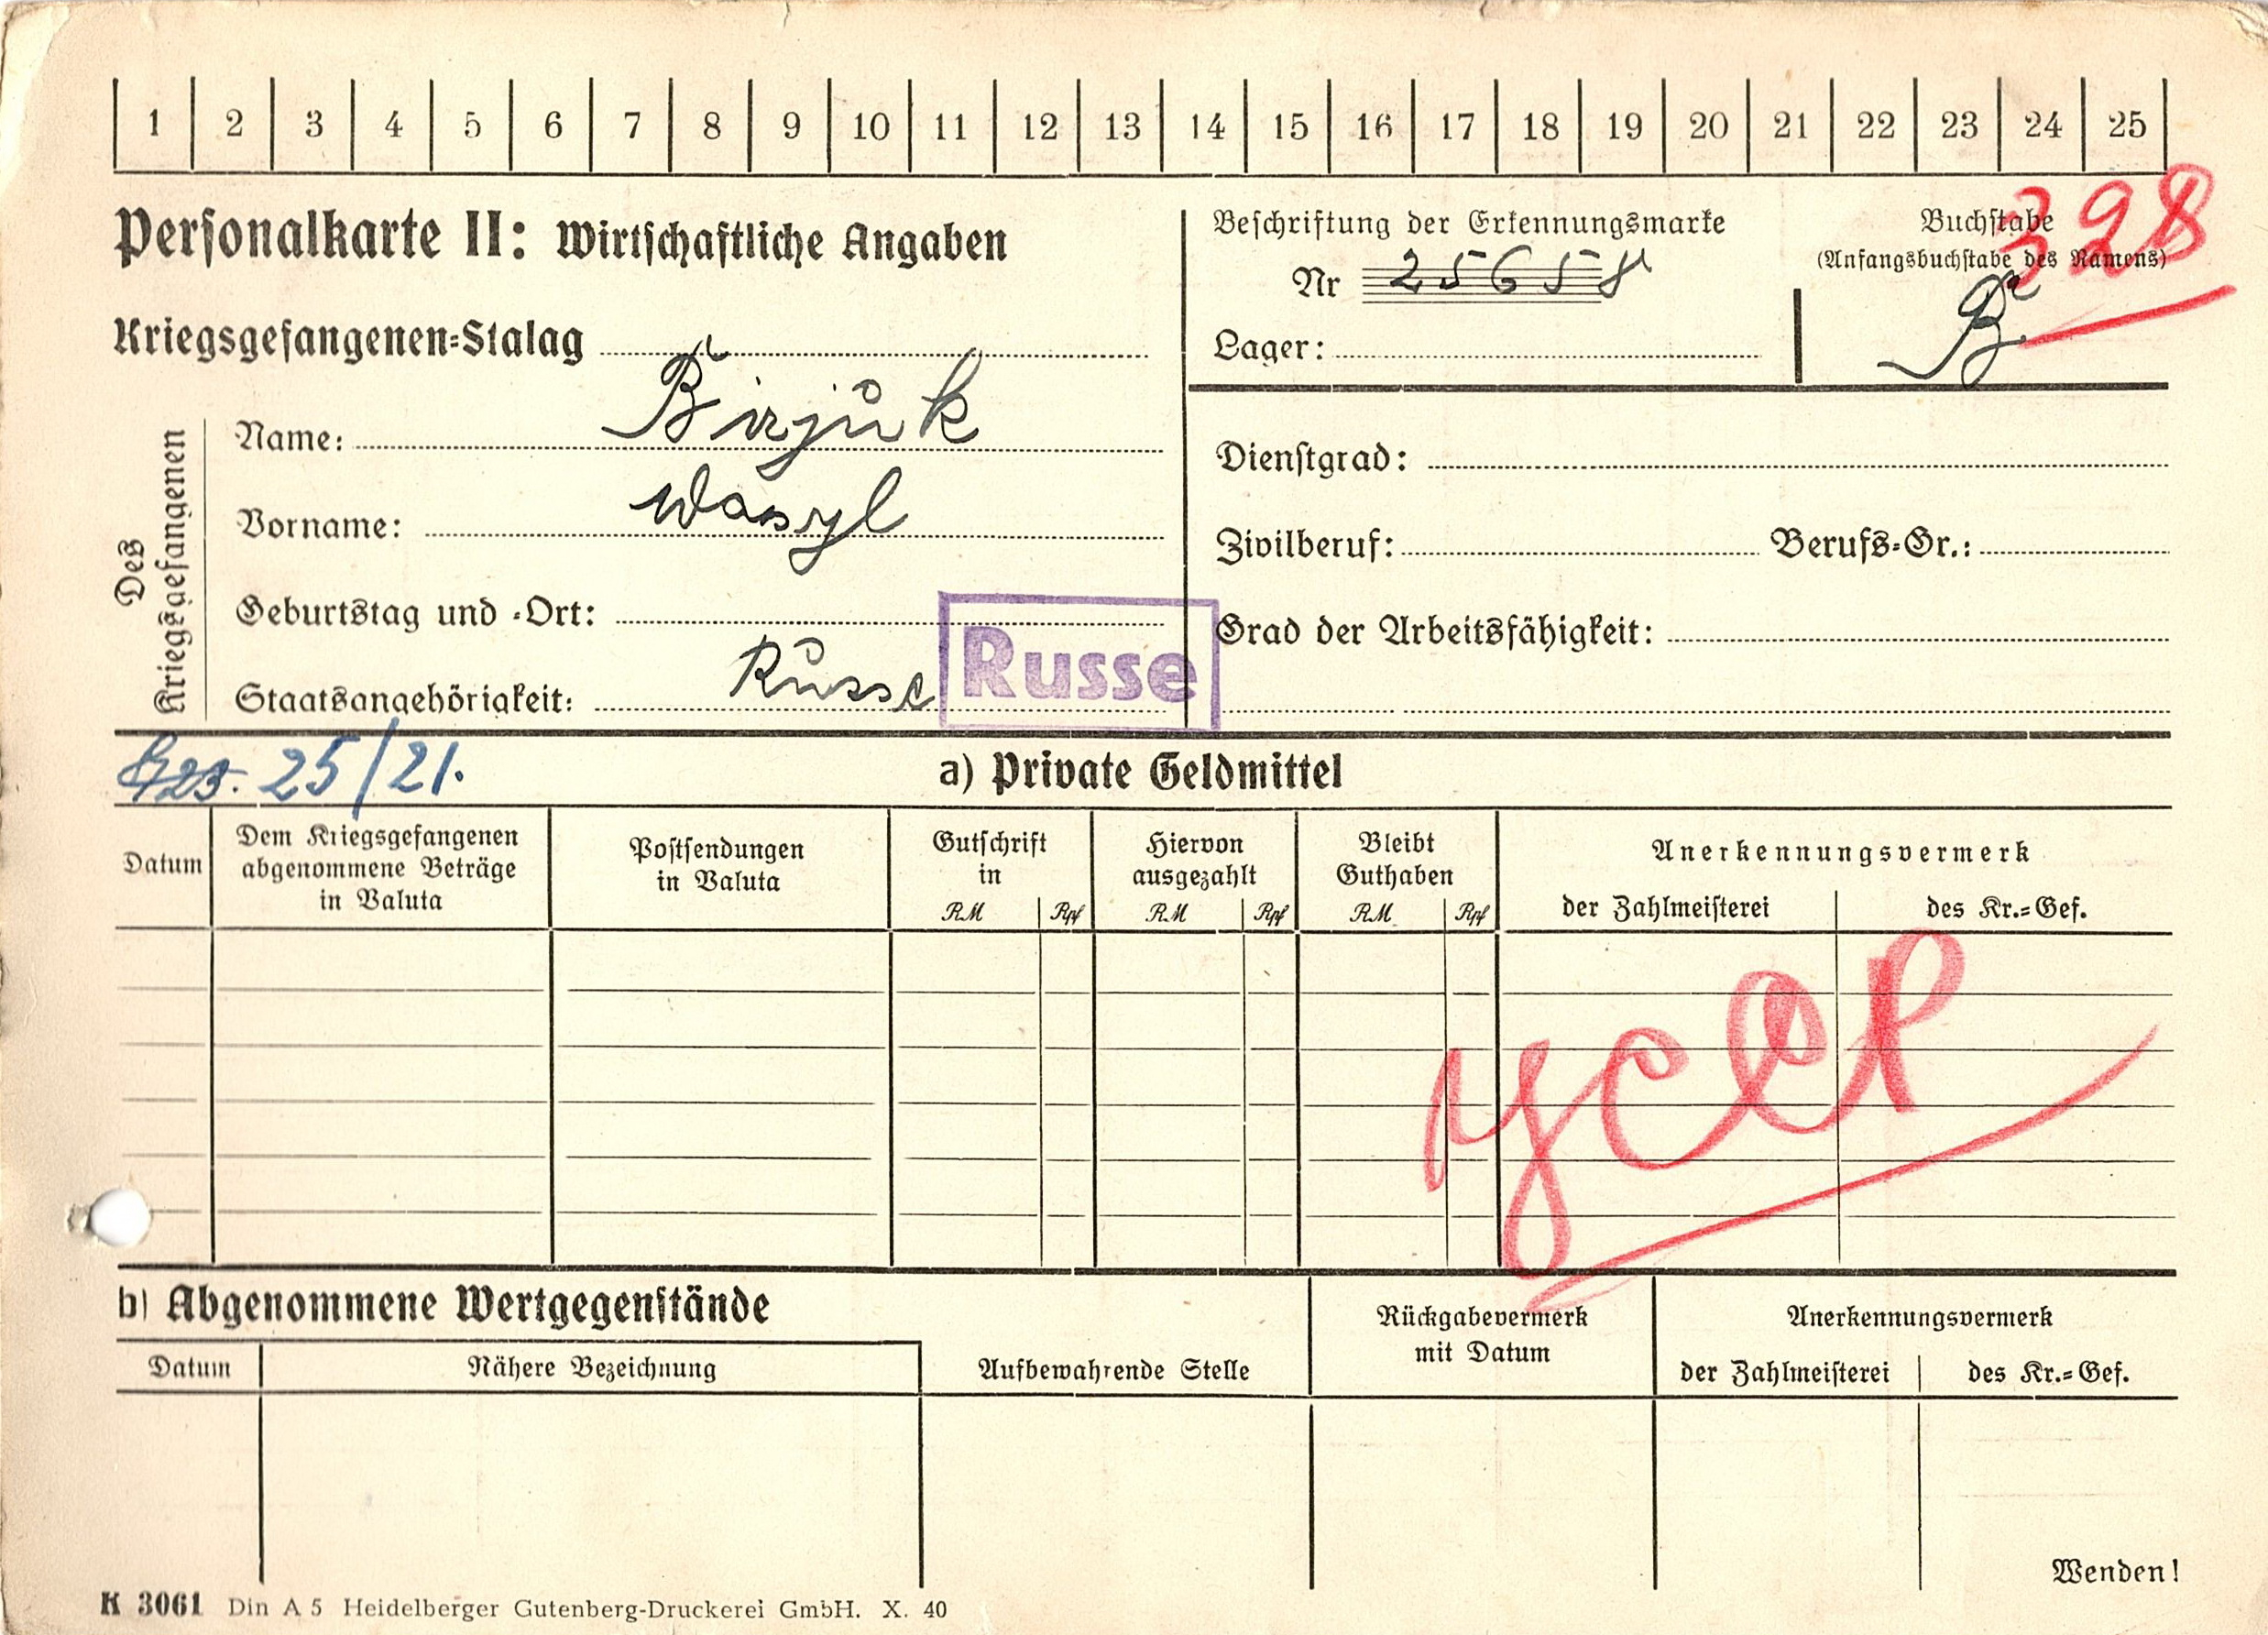 1 2 3 4 5 6 7 8 9 10 11 12 13 14 15 16 17 18 19 20 21 22 23 24 25
Personalkarte II: Wirtschaftliche Angaben
Beschriftung der Erkennungsmarke
Nr 25658
Lager:
Buchstabe
(Anfangsbuchstabe des Namens)
B
328
Kriegsgefangenen=Stalag
Des
Kriegsgefangenen
Name: Birjuk
Vorname: Wasyl
Geburtstag und =Ort:
Staatsangehörigkeit: Russe
Russe
Dienstgrad:
Zivilberuf: Berufs=Gr.:
Grad der Arbeitsfähigkeit:
25/21.
a) Private Geldmittel
Datum
Dem Kriegsgefangenen
abgenommene Beträge
in Valuta
Postsendungen
in Valuta
Gutschrift
in
RM Rpf
Hiervon
ausgezahlt
RM Rpf
Bleibt
Guthaben
RM Rpf
Anerkennungsvermerk
der Zahlmeisterei des Kr.=Gef.
УССР
b) Abgenommene Wertgegenstände
Datum Nähere Bezeichnung
Aufbewahrende Stelle
Rückgabevermerk
mit Datum
Anerkennungsvermerk
der Zahlmeisterei des Kr.=Gef.
Wenden!
K 3061 Din A 5 Heidelberger Gutenberg-Druckerei GmbH. X. 40